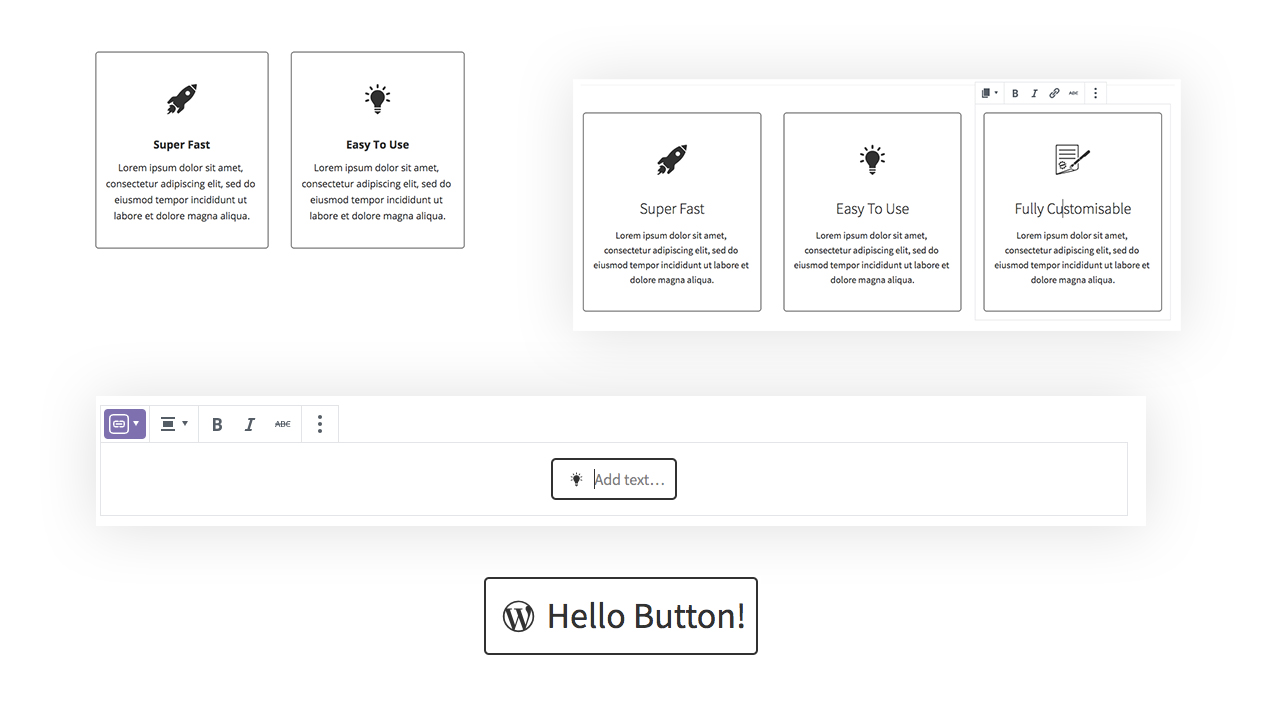 Super Fast
Lorem ipsum dolor sit amet,
consectetur adipiscing elit, sed do
eiusmod tempor incididunt ut
labore et dolore magna aliqua.
Easy To Use
Lorem ipsum dolor sit amet,
consectetur adipiscing elit, sed do
eiusmod tempor incididunt ut
labore et dolore magna aliqua.
B I ABC
Super Fast
Lorem ipsum dolor sit amet,
consectetur adipiscing elit, sed do
eiusmod tempor incididunt ut labore et
dolore magna aliqua.
Easy To Use
Lorem ipsum dolor sit amet,
consectetur adipiscing elit, sed do
eiusmod tempor incididunt ut labore et
dolore magna aliqua.
Fully Customisable
Lorem ipsum dolor sit amet,
consectetur adipiscing elit, sed do
eiusmod tempor incididunt ut labore et
dolore magna aliqua.
B I ABC
Add text…
Hello Button!